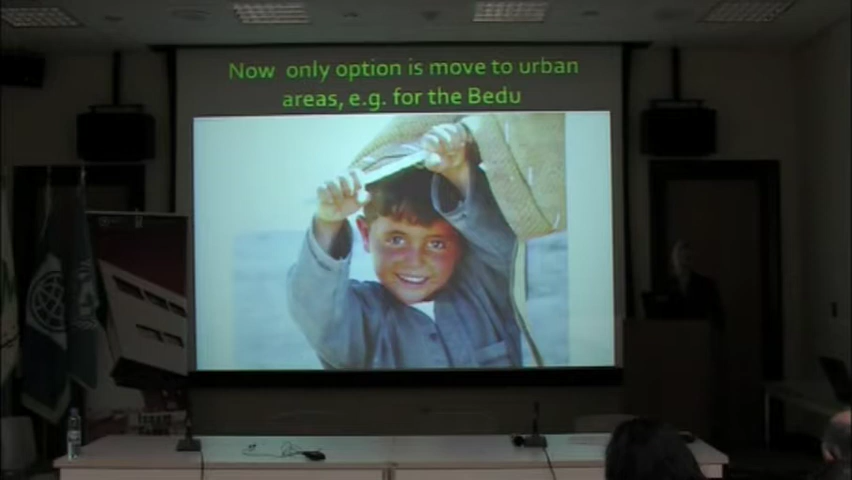 Now only option is move to urban
areas, e.g. for the Bedu